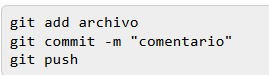 git add archivo
git commit -m "comentario"
git push